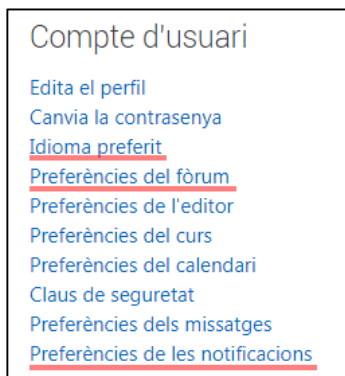 Compte d'usuari
Edita el perfil
Canvia la contrasenya
Idioma preferit
Preferències del fòrum
Preferències de l'editor
Preferències del curs
Preferències del calendari
Claus de seguretat
Preferències dels missatges
Preferències de les notificacions